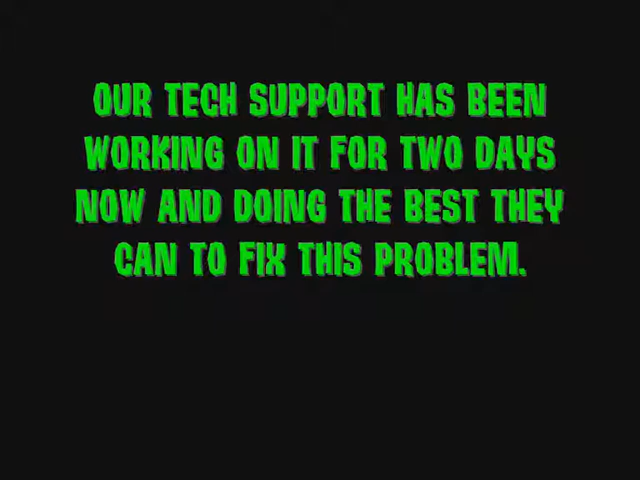 OUR TECH SUPPORT HAS BEEN
WORKING ON IT FOR TWO DAYS
NOW AND DOING THE BEST THEY
CAN TO FIX THIS PROBLEM.